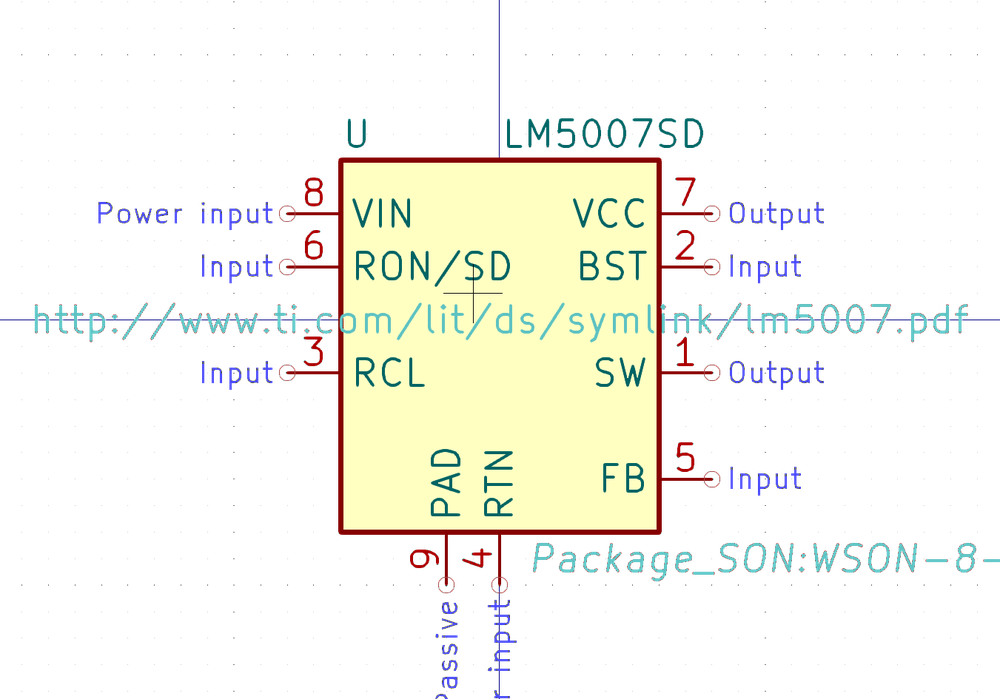 U LM5007SD
8 7
Power input VIN VCC Output
6 2
Input RON/SD BST Input
http://www.ti.com/lit/ds/symlink/lm5007.pdf
3 1
Input RCL SW Output
5
PAD RTN FB Input
9 4 Package_SON:WSON-8-
Passive input